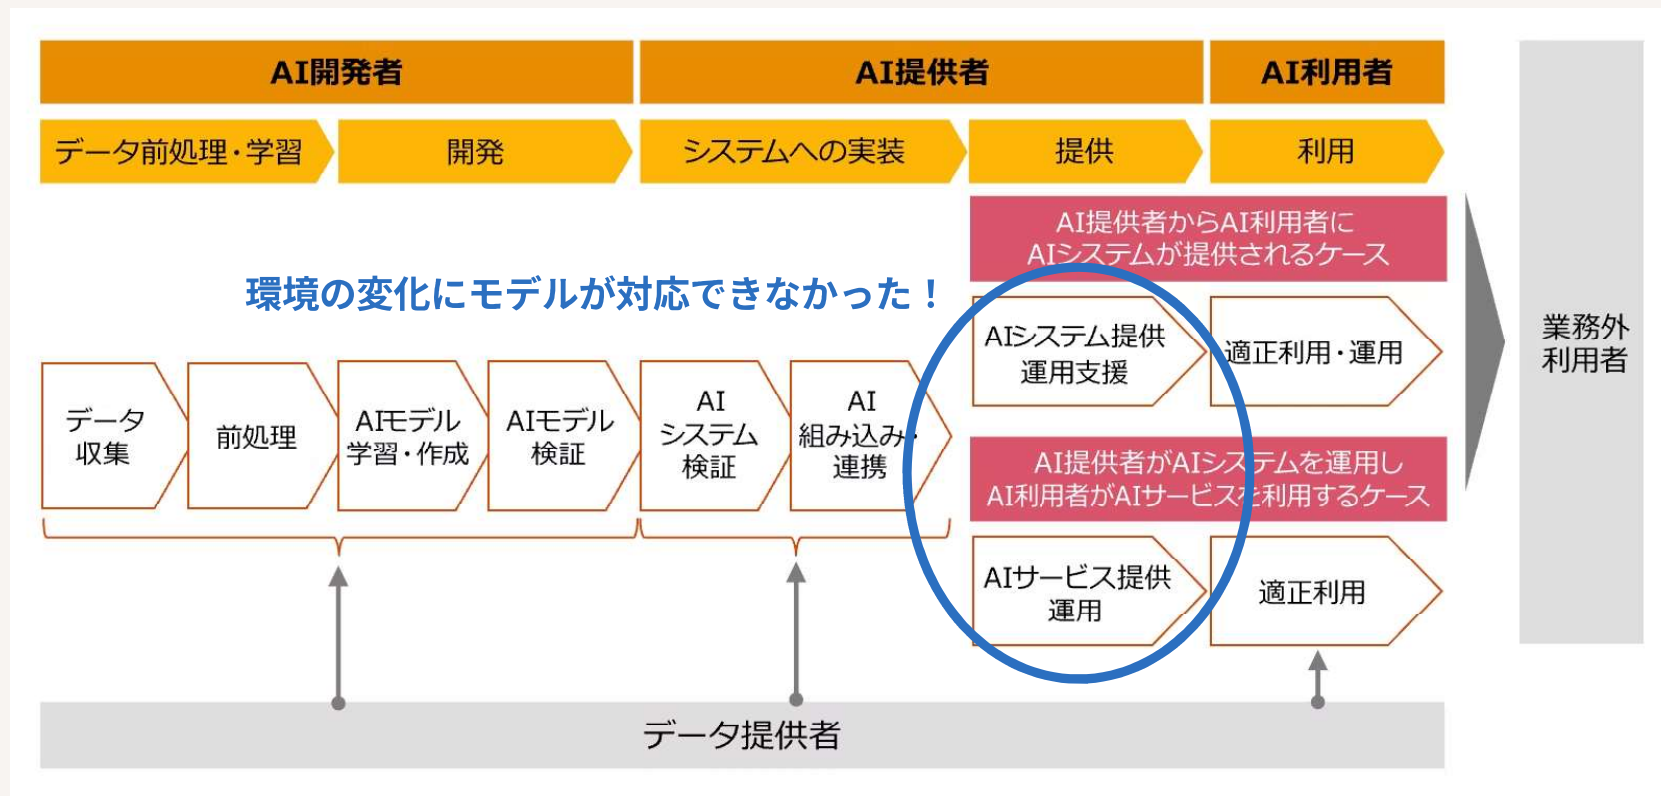 AI開発者
AI提供者
AI利用者
データ前処理・学習
開発
システムへの実装
提供
利用
AI提供者からAI利用者に
AIシステムが提供されるケース
環境の変化にモデルが対応できなかった！
AIシステム提供
運用支援
適正利用・運用
業務外
利用者
データ
収集
前処理
AIモデル
学習・作成
AIモデル
検証
AI
システム
検証
AI
組み込み・
連携
AI提供者がAIシステムを運用し
AI利用者がAIサービスを利用するケース
AIサービス提供
運用
適正利用
データ提供者